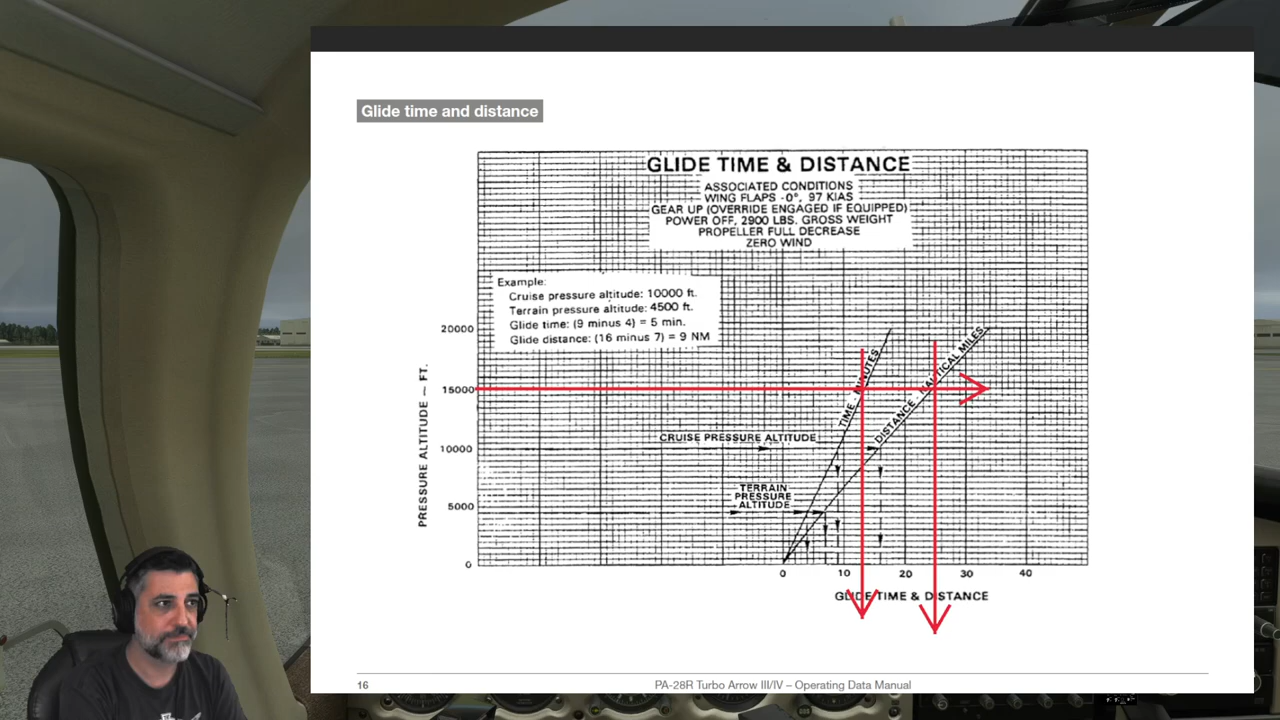 Glide time and distance
GLIDE TIME & DISTANCE
ASSOCIATED CONDITIONS
WING FLAPS -0°, 97 KIAS
GEAR UP (OVERRIDE ENGAGED IF EQUIPPED)
POWER OFF, 2900 LBS. GROSS WEIGHT
PROPELLER FULL DECREASE
ZERO WIND
Example:
Cruise pressure altitude: 10000 ft.
Terrain pressure altitude: 4500 ft.
Glide time: (9 minus 4) = 5 min.
Glide distance: (16 minus 7) = 9 NM
PRESSURE ALTITUDE ~ FT.
20000
15000
10000
5000
0
TIME - MINUTES
DISTANCE - NAUTICAL MILES
CRUISE PRESSURE ALTITUDE
TERRAIN
PRESSURE
ALTITUDE
0 10 20 30 40
GLIDE TIME & DISTANCE
16
PA-28R Turbo Arrow III/IV – Operating Data Manual